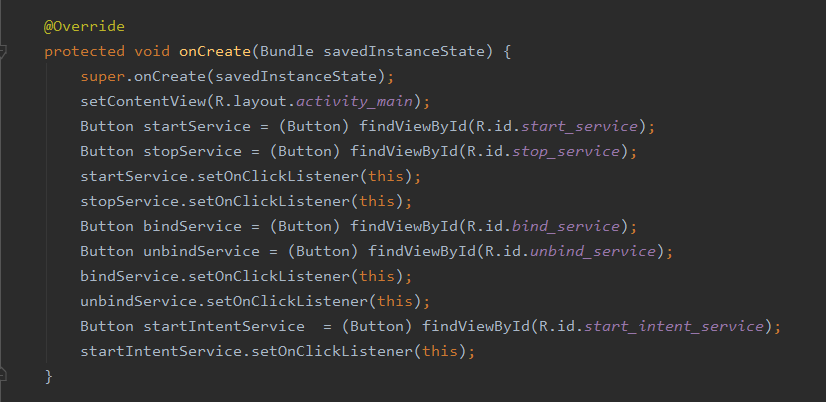 @Override
protected void onCreate(Bundle savedInstanceState) {
    super.onCreate(savedInstanceState);
    setContentView(R.layout.activity_main);
    Button startService = (Button) findViewById(R.id.start_service);
    Button stopService = (Button) findViewById(R.id.stop_service);
    startService.setOnClickListener(this);
    stopService.setOnClickListener(this);
    Button bindService = (Button) findViewById(R.id.bind_service);
    Button unbindService = (Button) findViewById(R.id.unbind_service);
    bindService.setOnClickListener(this);
    unbindService.setOnClickListener(this);
    Button startIntentService  = (Button) findViewById(R.id.start_intent_service);
    startIntentService.setOnClickListener(this);
}